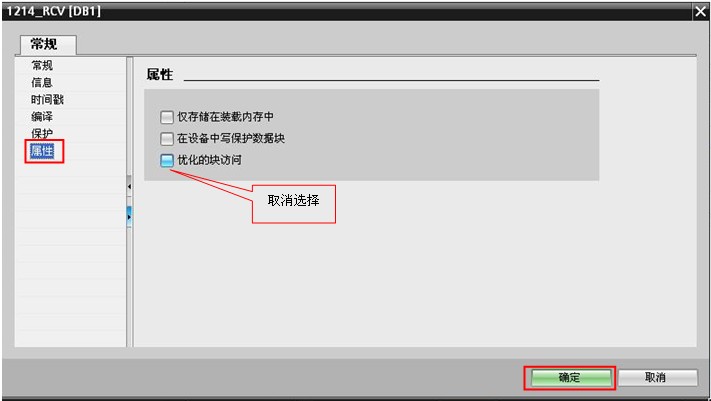 1214_RCV [DB1]
常规
常规
信息
时间戳
编译
保护
属性
属性
仅存储在装载内存中
在设备中写保护数据块
优化的块访问
取消选择
确定
取消